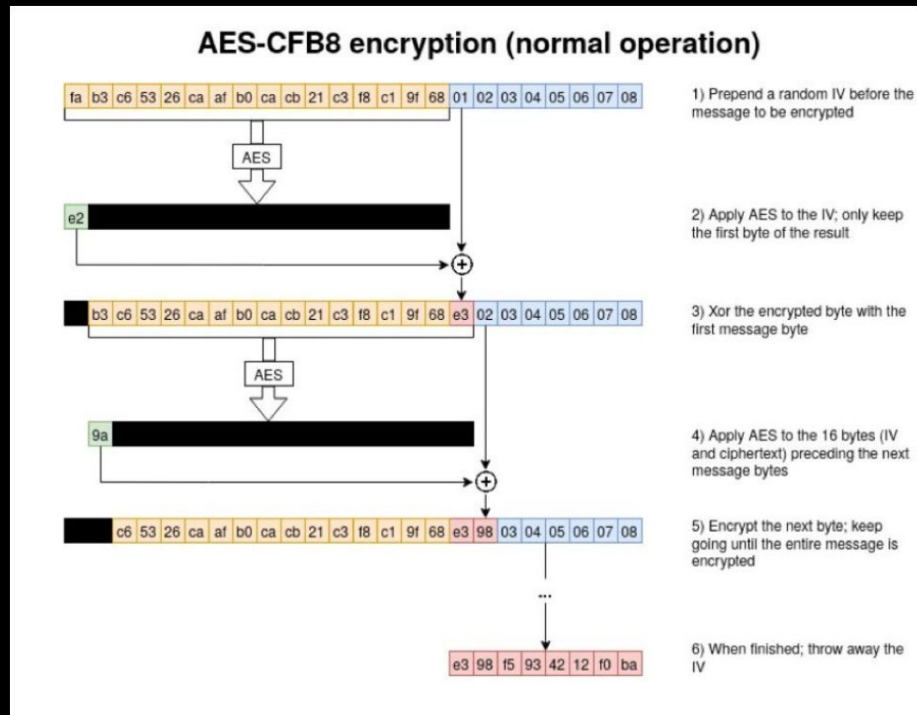 AES-CFB8 encryption (normal operation)
fa b3 c6 53 26 ca af b0 ca cb 21 c3 f8 c1 9f 68 01 02 03 04 05 06 07 08
1) Prepend a random IV before the
message to be encrypted
AES
e2
2) Apply AES to the IV; only keep
the first byte of the result
b3 c6 53 26 ca af b0 ca cb 21 c3 f8 c1 9f 68 e3 02 03 04 05 06 07 08
3) Xor the encrypted byte with the
first message byte
AES
9a
4) Apply AES to the 16 bytes (IV
and ciphertext) preceding the next
message bytes
c6 53 26 ca af b0 ca cb 21 c3 f8 c1 9f 68 e3 98 03 04 05 06 07 08
5) Encrypt the next byte; keep
going until the entire message is
encrypted
...
e3 98 f5 93 42 12 f0 ba
6) When finished; throw away the
IV